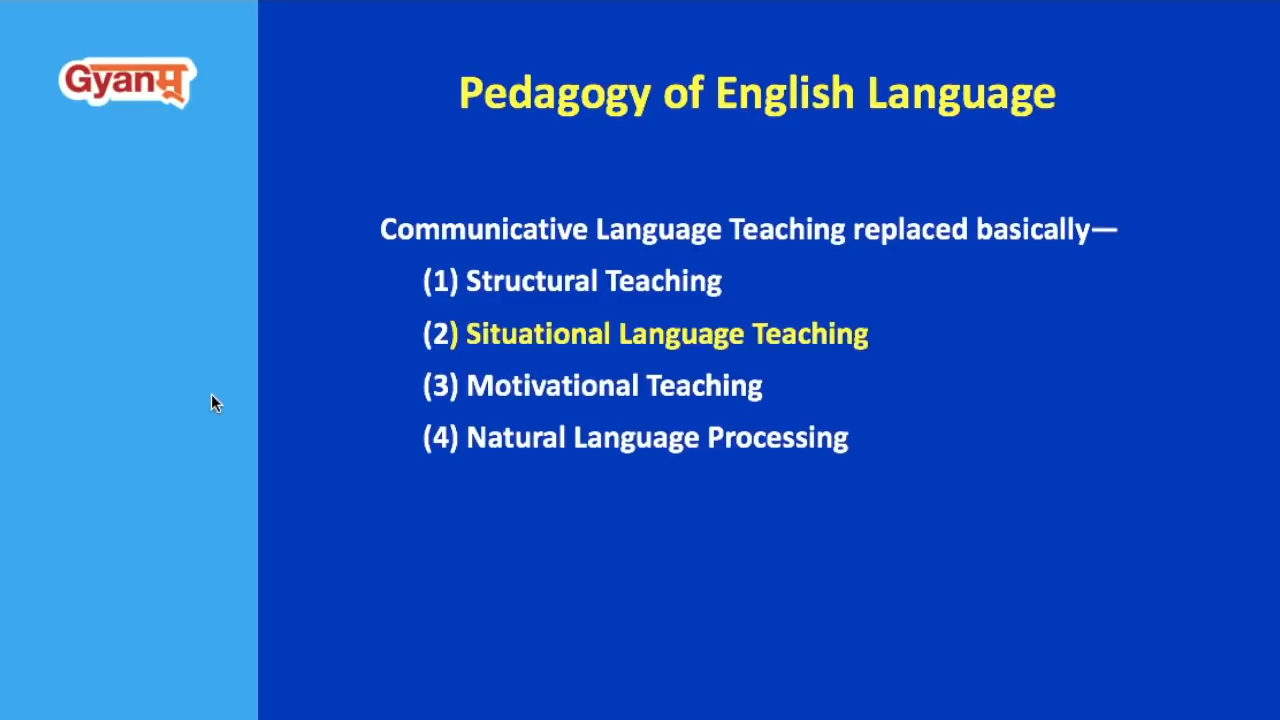 Gyanभू
Pedagogy of English Language
Communicative Language Teaching replaced basically—
(1) Structural Teaching
(2) Situational Language Teaching
(3) Motivational Teaching
(4) Natural Language Processing